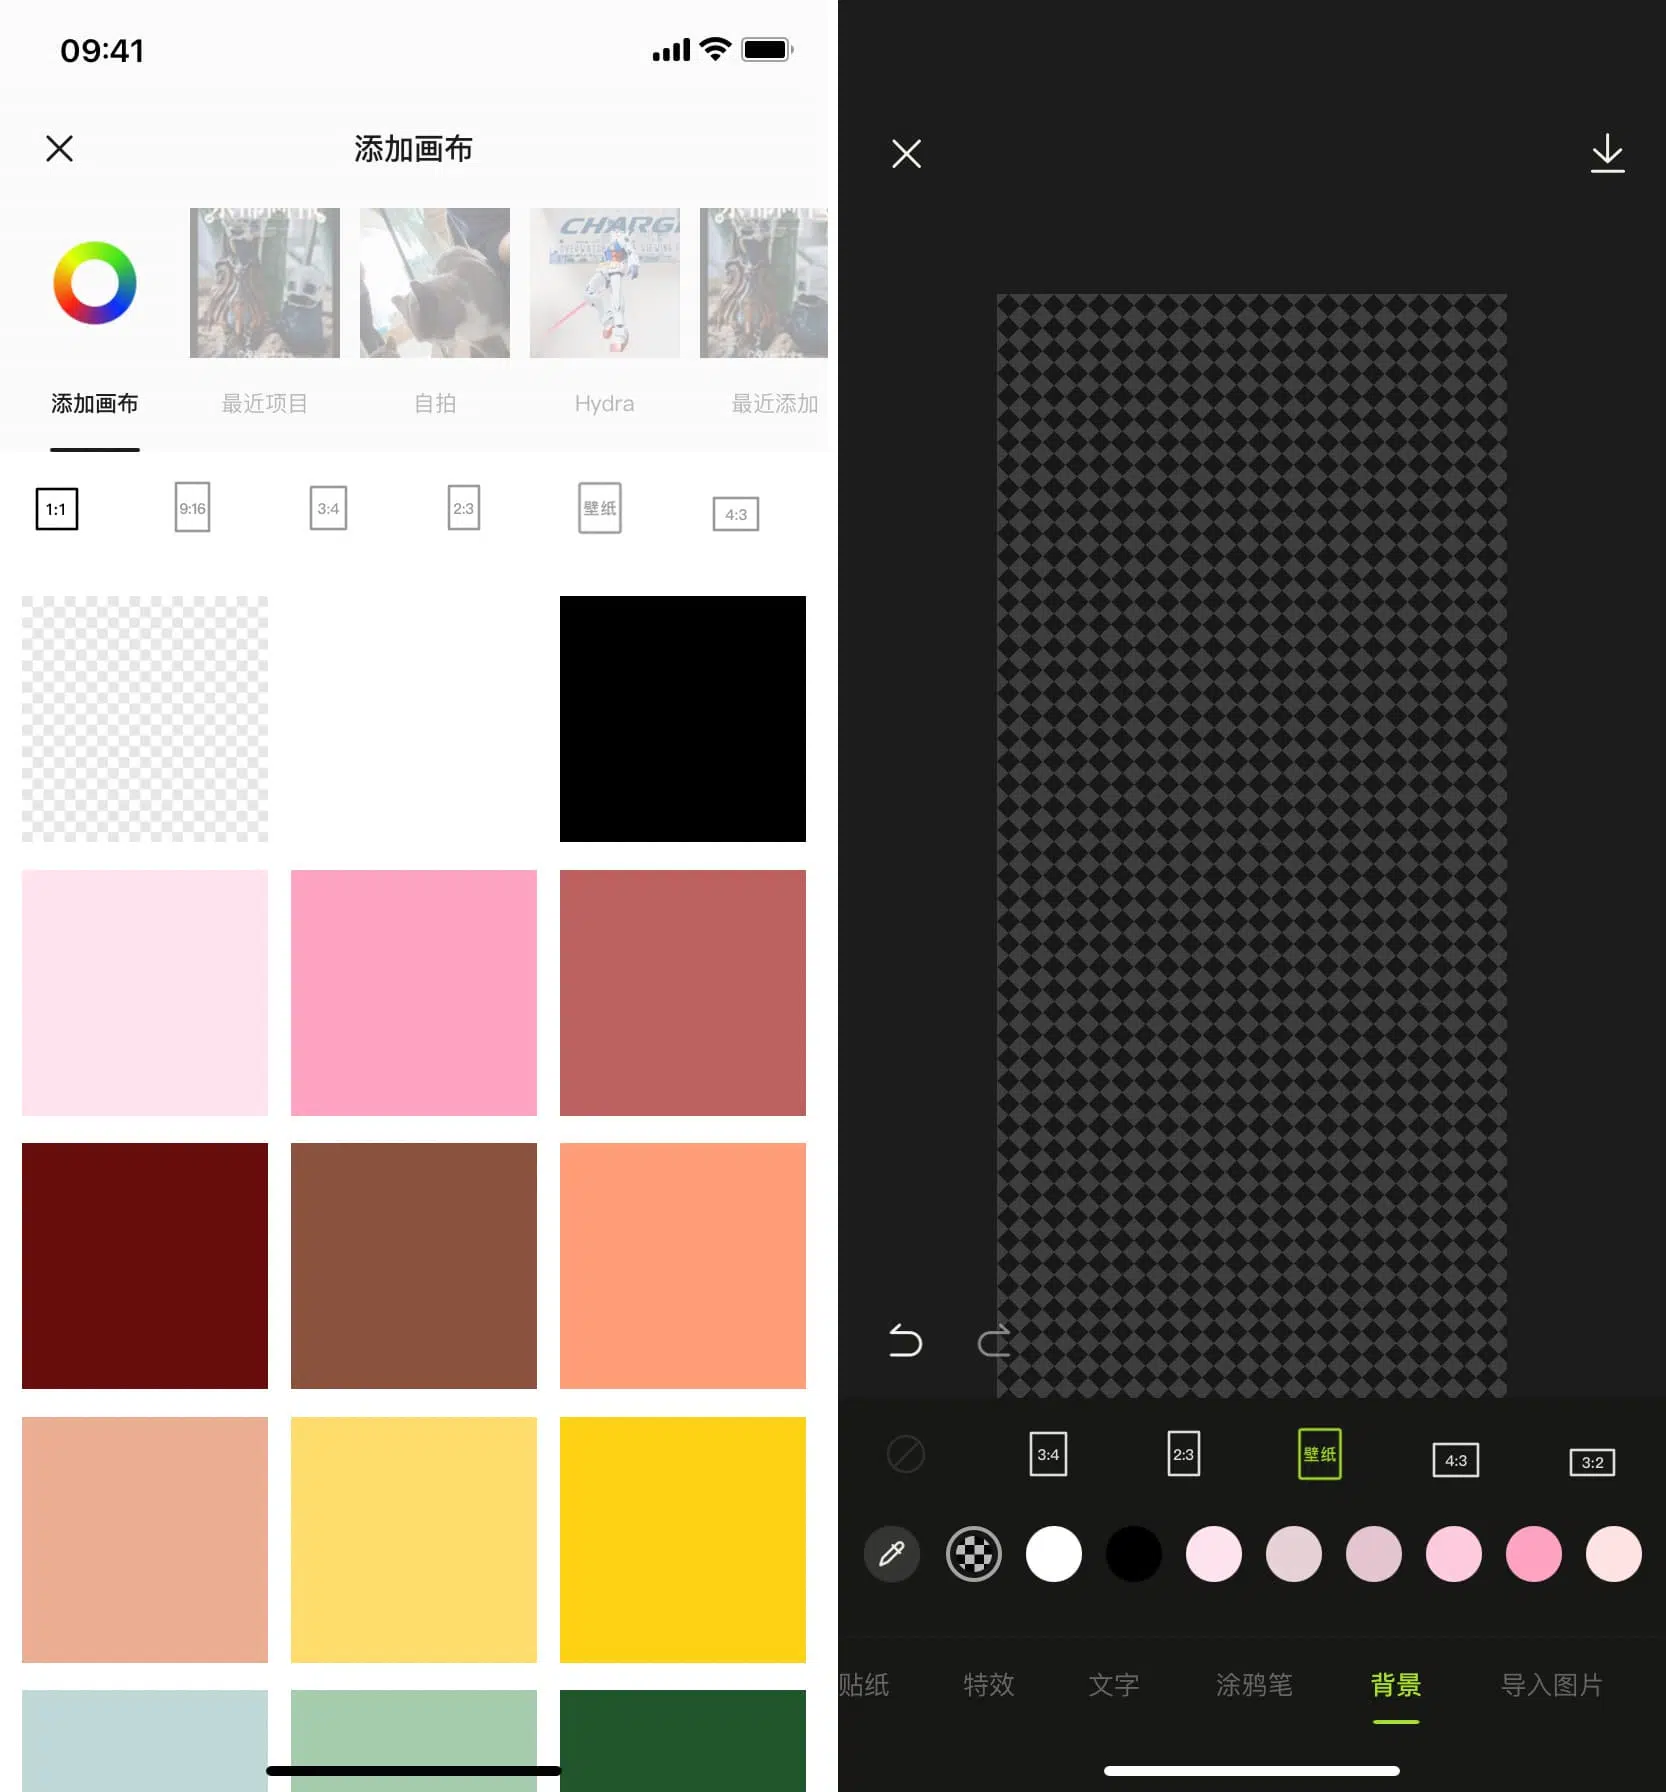 09:41
添加画布
CHARG
添加画布
最近项目
自拍
Hydra
最近添加
1:1
9:16
3:4
2:3
壁纸
4:3
3:4
2:3
壁纸
4:3
3:2
贴纸
特效
文字
涂鸦笔
背景
导入图片